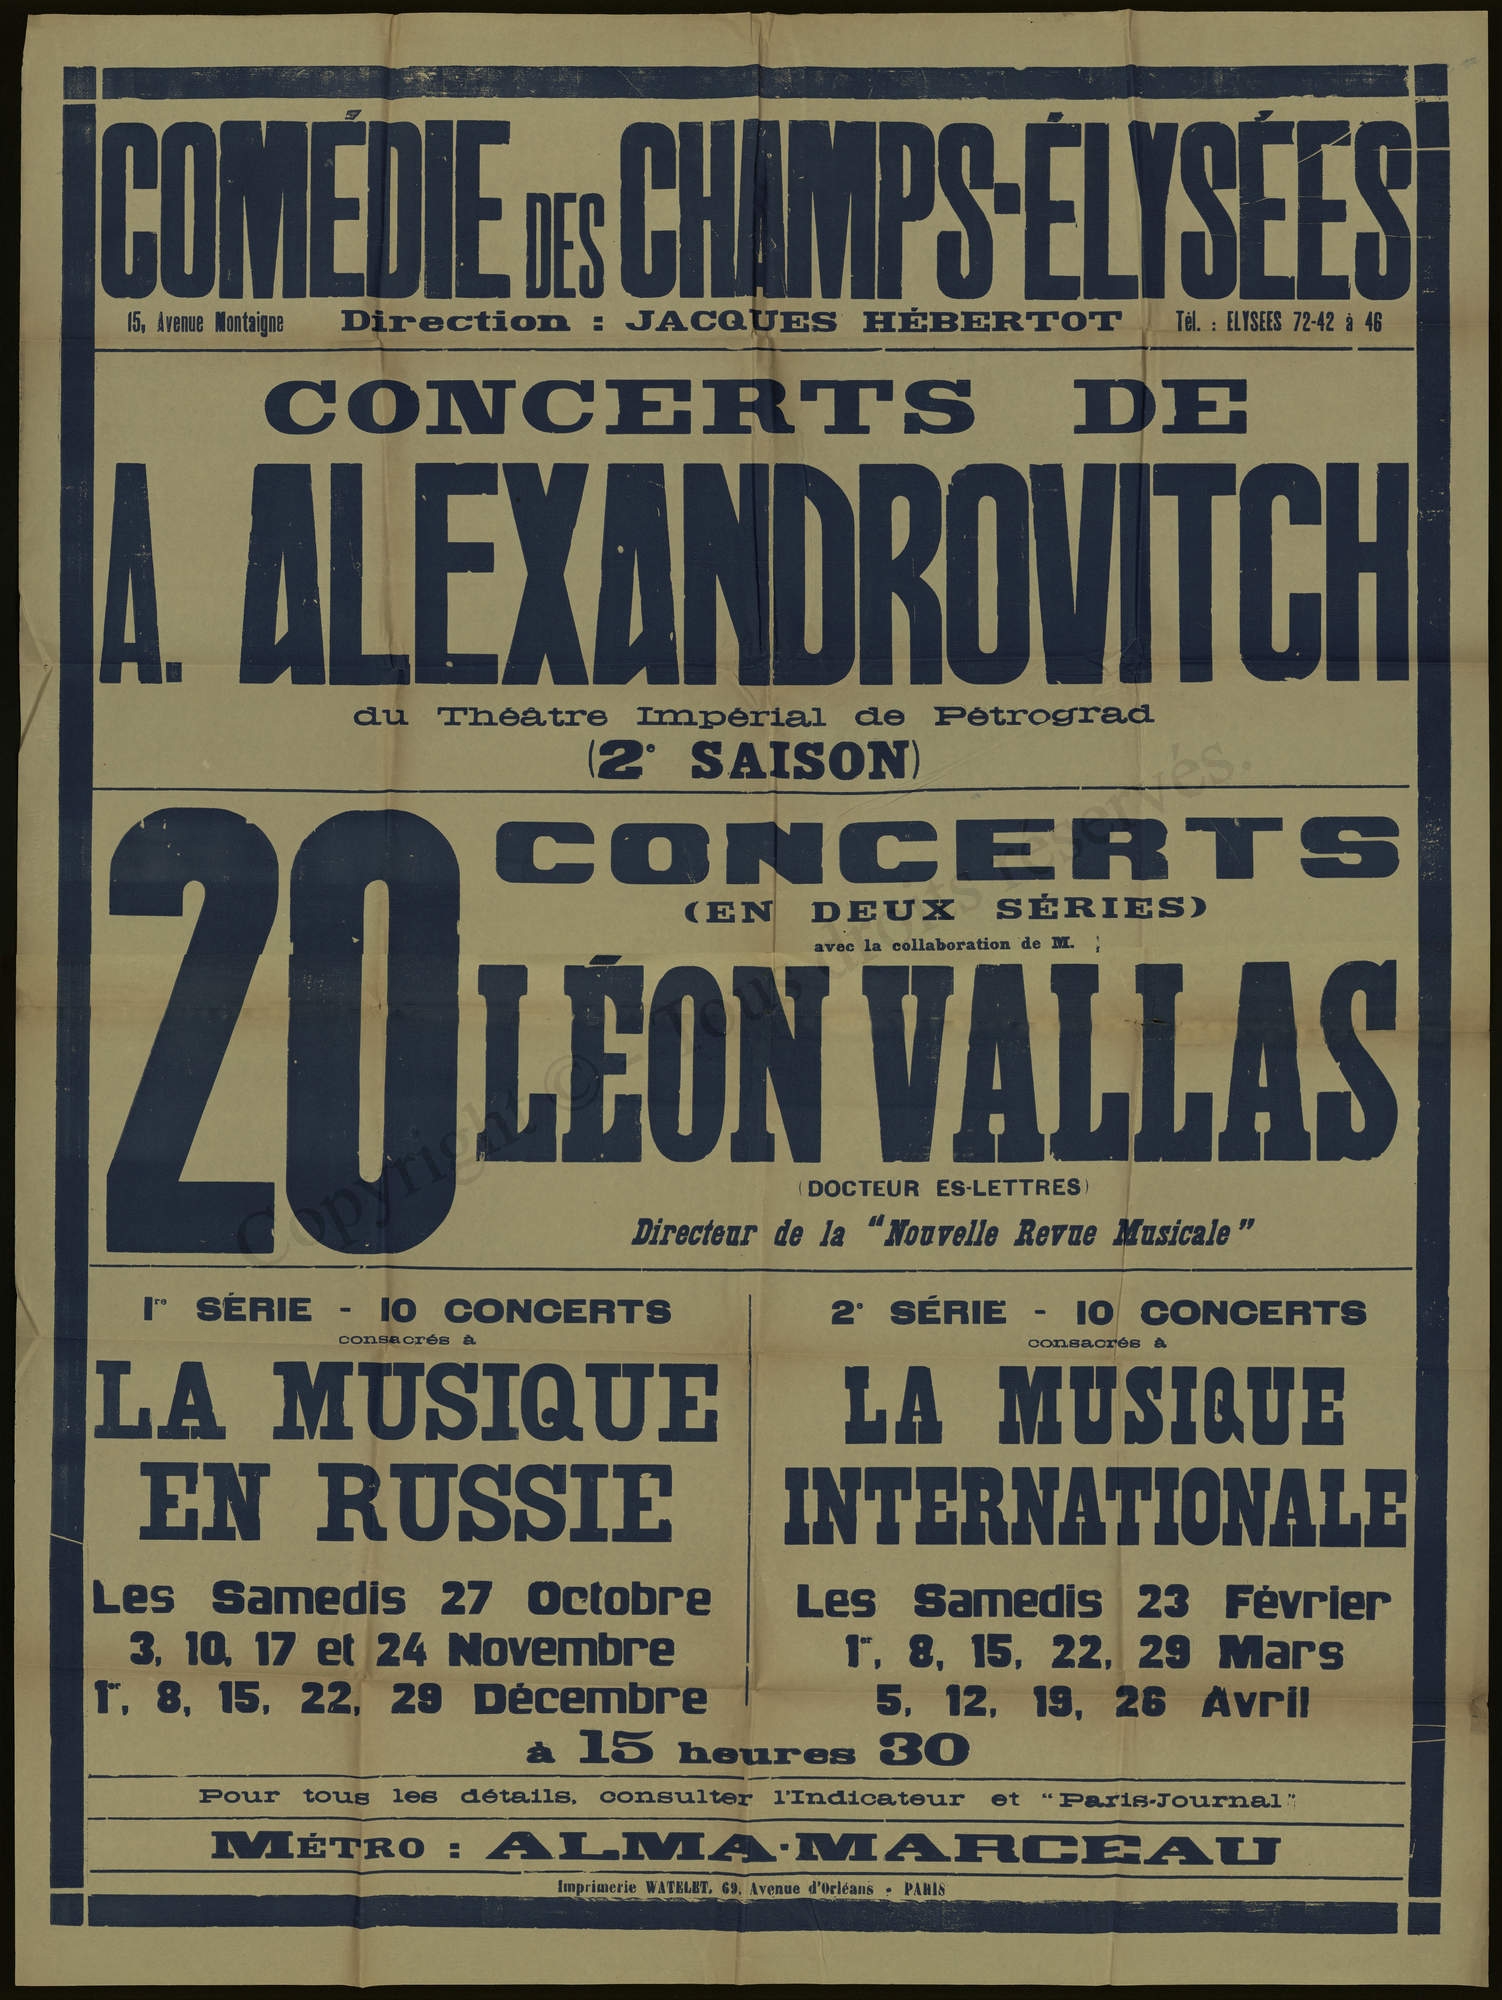 COMÉDIE DES CHAMPS-ÉLYSÉES
15, Avenue Montaigne Direction : JACQUES HÉBERTOT Tél. : ELYSEES 72-42 à 46
CONCERTS DE
A. ALEXANDROVITCH
du Théâtre Impérial de Pétrograd
(2e SAISON)
20 CONCERTS
(EN DEUX SÉRIES)
avec la collaboration de M.
LÉON VALLAS
(DOCTEUR ES-LETTRES)
Directeur de la "Nouvelle Revue Musicale"
1re SÉRIE - 10 CONCERTS
consacrés à
LA MUSIQUE
EN RUSSIE
Les Samedis 27 Octobre
3, 10, 17 et 24 Novembre
1er, 8, 15, 22, 29 Décembre
2e SÉRIE - 10 CONCERTS
consacrés à
LA MUSIQUE
INTERNATIONALE
Les Samedis 23 Février
1er, 8, 15, 22, 29 Mars
5, 12, 19, 26 Avril
à 15 heures 30
Pour tous les détails, consulter l'Indicateur et "Paris-Journal"
MÉTRO : ALMA-MARCEAU
Imprimerie WATELET, 69, Avenue d'Orléans - PARIS
Copyright © - Tous droits réservés.